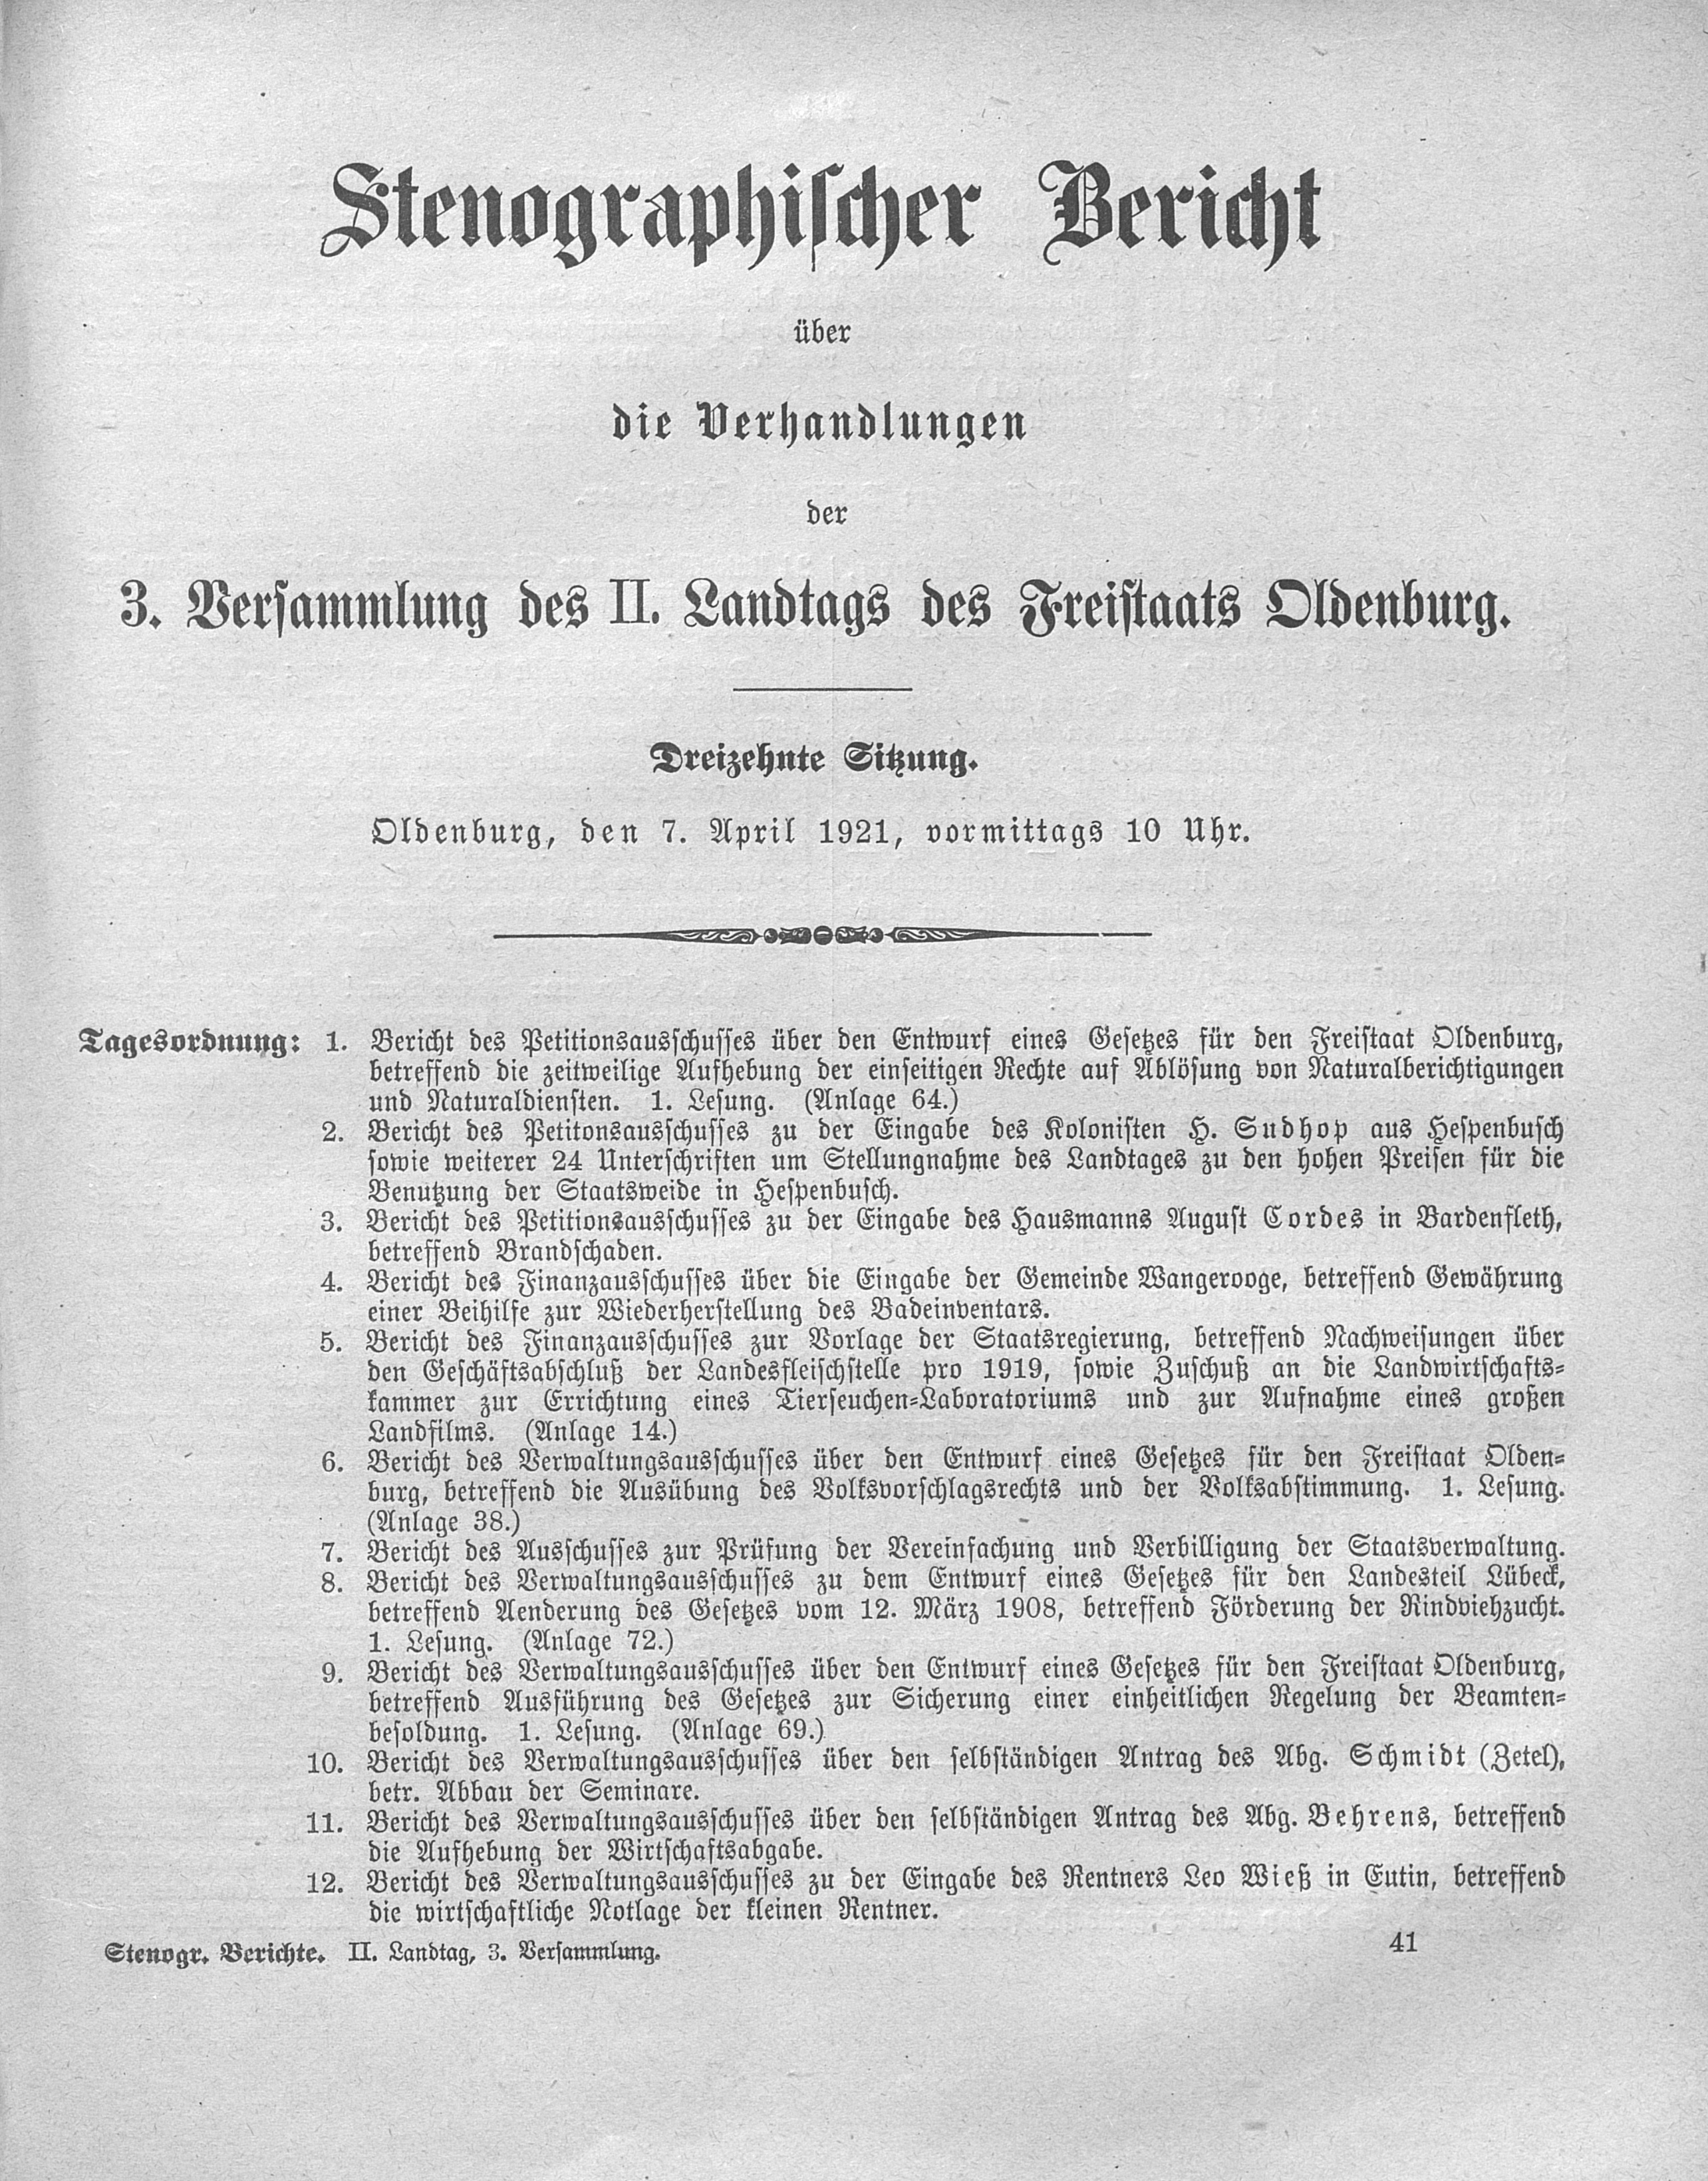 Stenographischer Bericht
über
die Verhandlungen
der
3. Versammlung des II. Landtags des Freistaats Oldenburg.
Dreizehnte Sitzung.
Oldenburg, den 7. April 1921, vormittags 10 Uhr.
Tagesordnung: 1. Bericht des Petitionsausschusses über den Entwurf eines Gesetzes für den Freistaat Oldenburg,
betreffend die zeitweilige Aufhebung der einseitigen Rechte auf Ablösung von Naturalberichtigungen
und Naturaldiensten. 1. Lesung. (Anlage 64.)
2. Bericht des Petitonsausschusses zu der Eingabe des Kolonisten H. Sudhop aus Hespenbusch
sowie weiterer 24 Unterschriften um Stellungnahme des Landtages zu den hohen Preisen für die
Benutzung der Staatsweide in Hespenbusch.
3. Bericht des Petitionsausschusses zu der Eingabe des Hausmanns August Cordes in Bardenfleth,
betreffend Brandschaden.
4. Bericht des Finanzausschusses über die Eingabe der Gemeinde Wangerooge, betreffend Gewährung
einer Beihilfe zur Wiederherstellung des Badeinventars.
5. Bericht des Finanzausschusses zur Vorlage der Staatsregierung, betreffend Nachweisungen über
den Geschäftsabschluß der Landesfleischstelle pro 1919, sowie Zuschuß an die Landwirtschafts-
kammer zur Errichtung eines Tierseuchen-Laboratoriums und zur Aufnahme eines großen
Landfilms. (Anlage 14.)
6. Bericht des Verwaltungsausschusses über den Entwurf eines Gesetzes für den Freistaat Olden-
burg, betreffend die Ausübung des Volksvorschlagsrechts und der Volksabstimmung. 1. Lesung.
(Anlage 38.)
7. Bericht des Ausschusses zur Prüfung der Vereinfachung und Verbilligung der Staatsverwaltung.
8. Bericht des Verwaltungsausschusses zu dem Entwurf eines Gesetzes für den Landesteil Lübeck,
betreffend Aenderung des Gesetzes vom 12. März 1908, betreffend Förderung der Rindviehzucht.
1. Lesung. (Anlage 72.)
9. Bericht des Verwaltungsausschusses über den Entwurf eines Gesetzes für den Freistaat Oldenburg,
betreffend Ausführung des Gesetzes zur Sicherung einer einheitlichen Regelung der Beamten-
besoldung. 1. Lesung. (Anlage 69.)
10. Bericht des Verwaltungsausschusses über den selbständigen Antrag des Abg. Schmidt (Zetel),
betr. Abbau der Seminare.
11. Bericht des Verwaltungsausschusses über den selbständigen Antrag des Abg. Behrens, betreffend
die Aufhebung der Wirtschaftsabgabe.
12. Bericht des Verwaltungsausschusses zu der Eingabe des Rentners Leo Wieß in Eutin, betreffend
die wirtschaftliche Notlage der kleinen Rentner.
Stenogr. Berichte. II. Landtag, 3. Versammlung. 41